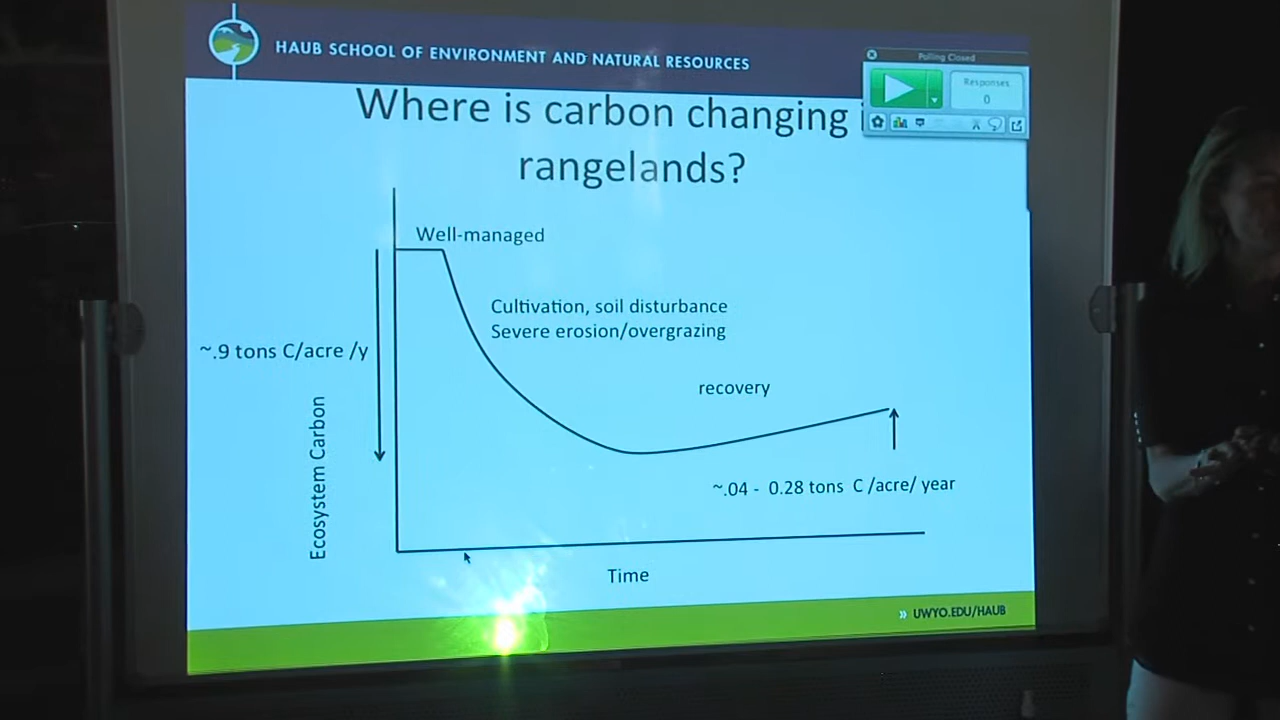 HAUB SCHOOL OF ENVIRONMENT AND NATURAL RESOURCES
Polling Closed
Responses
0
Where is carbon changing
rangelands?
Well-managed
Cultivation, soil disturbance
Severe erosion/overgrazing
~.9 tons C/acre /y
recovery
Ecosystem Carbon
~.04 - 0.28 tons C /acre/ year
Time
» UWYO.EDU/HAUB